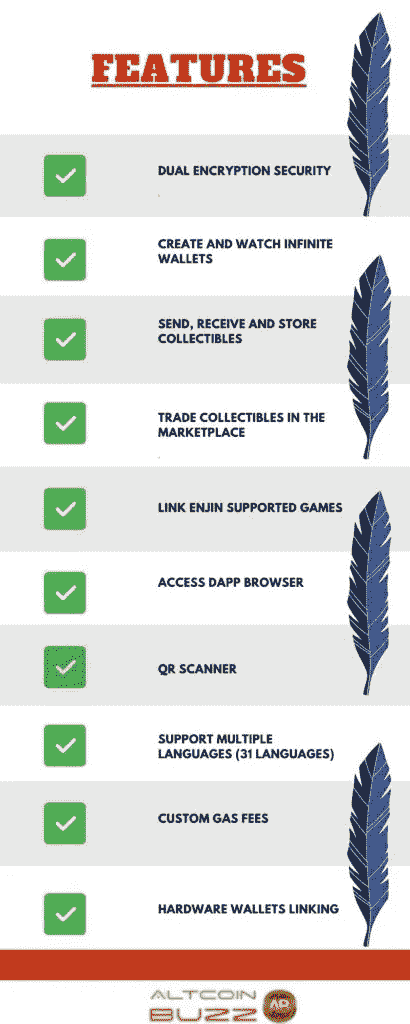 FEATURES
DUAL ENCRYPTION SECURITY
CREATE AND WATCH INFINITE
WALLETS
SEND, RECEIVE AND STORE
COLLECTIBLES
TRADE COLLECTIBLES IN THE
MARKETPLACE
LINK ENJIN SUPPORTED GAMES
ACCESS DAPP BROWSER
QR SCANNER
SUPPORT MULTIPLE
LANGUAGES (31 LANGUAGES)
CUSTOM GAS FEES
HARDWARE WALLETS LINKING
ALTCOIN
BUZZ